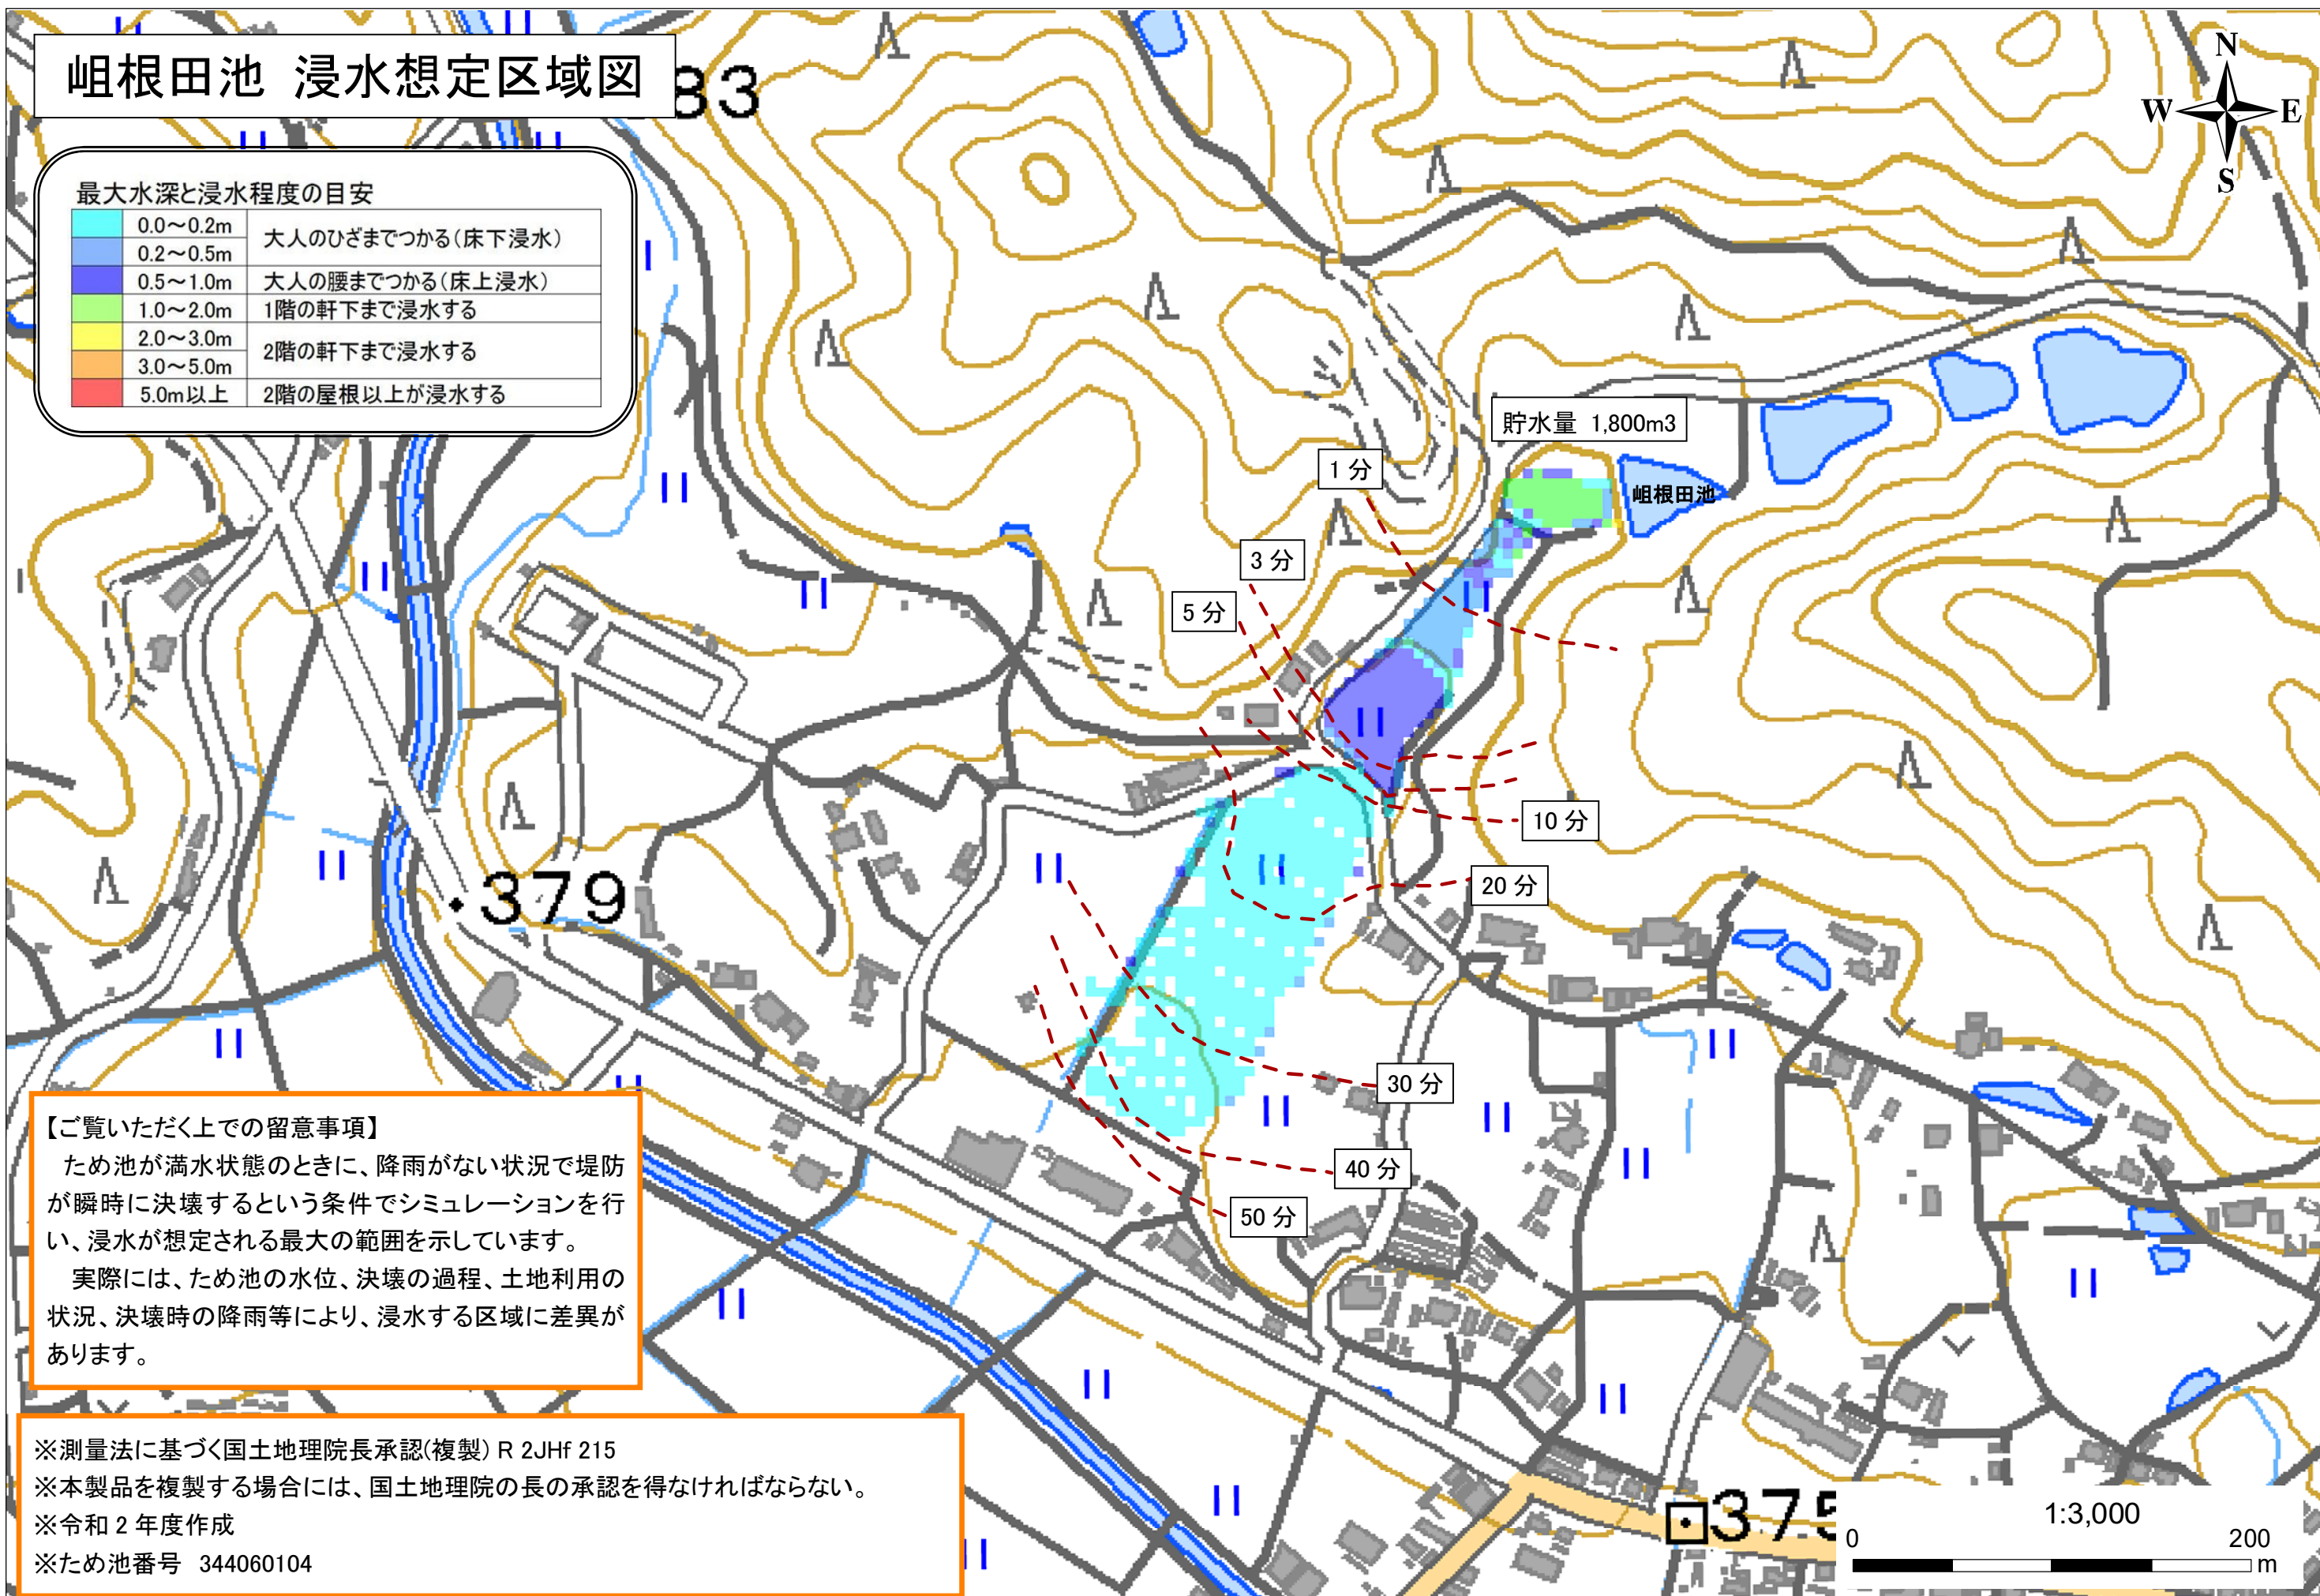 岨根田池 浸水想定区域図
83
N
W E
S
最大水深と浸水程度の目安
0.0～0.2m 大人のひざまでつかる(床下浸水)
0.2～0.5m
0.5～1.0m 大人の腰までつかる(床上浸水)
1.0～2.0m 1階の軒下まで浸水する
2.0～3.0m 2階の軒下まで浸水する
3.0～5.0m
5.0m以上 2階の屋根以上が浸水する
貯水量 1,800m3
岨根田池
1 分
3 分
5 分
10 分
20 分
30 分
40 分
50 分
379
【ご覧いただく上での留意事項】
ため池が満水状態のときに、降雨がない状況で堤防
が瞬時に決壊するという条件でシミュレーションを行
い、浸水が想定される最大の範囲を示しています。
実際には、ため池の水位、決壊の過程、土地利用の
状況、決壊時の降雨等により、浸水する区域に差異が
あります。
※測量法に基づく国土地理院長承認(複製) R 2JHf 215
※本製品を複製する場合には、国土地理院の長の承認を得なければならない。
※令和 2 年度作成
※ため池番号 344060104
375
1:3,000
0 200
m